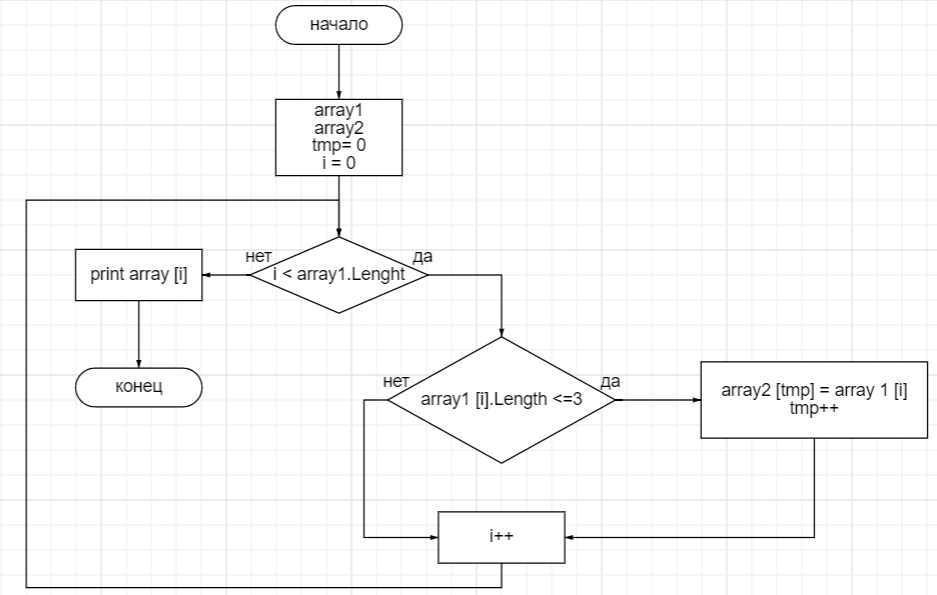 начало
array1
array2
tmp= 0
i = 0
нет
да
i < array1.Lenght
print array [i]
конец
нет
да
array1 [i].Length <=3
array2 [tmp] = array 1 [i]
tmp++
i++